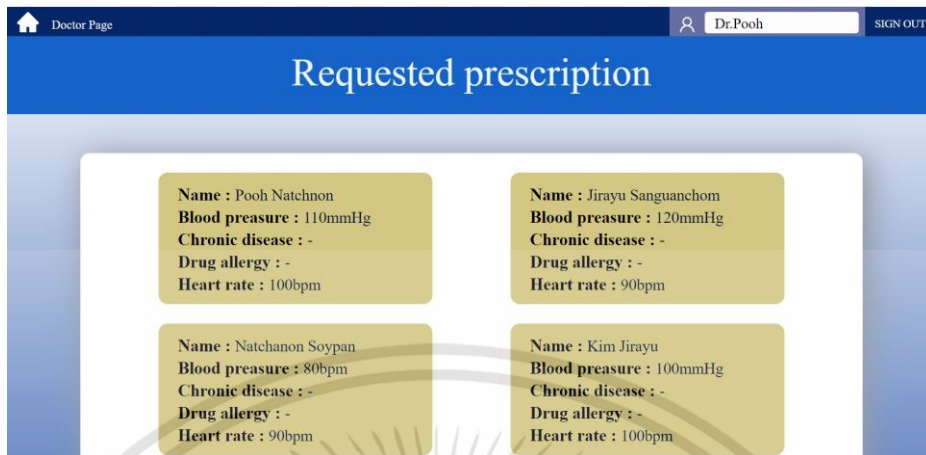 Doctor Page
Dr.Pooh
SIGN OUT
Requested prescription
Name : Pooh Natchnon
Blood preasure : 110mmHg
Chronic disease : -
Drug allergy : -
Heart rate : 100bpm
Name : Jirayu Sanguanchom
Blood preasure : 120mmHg
Chronic disease : -
Drug allergy : -
Heart rate : 90bpm
Name : Natchanon Soypan
Blood preasure : 80bpm
Chronic disease : -
Drug allergy : -
Heart rate : 90bpm
Name : Kim Jirayu
Blood preasure : 100mmHg
Chronic disease : -
Drug allergy : -
Heart rate : 100bpm